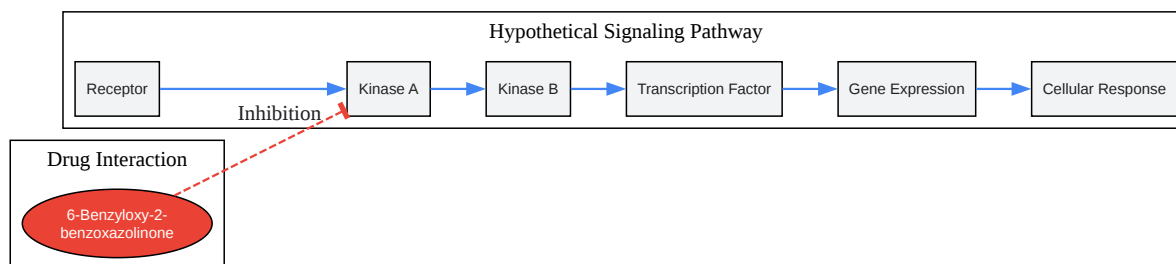 Hypothetical Signaling Pathway
Receptor
Kinase A
Kinase B
Transcription Factor
Gene Expression
Cellular Response
Inhibition
Drug Interaction
6-Benzyloxy-2-
benzoxazolinone